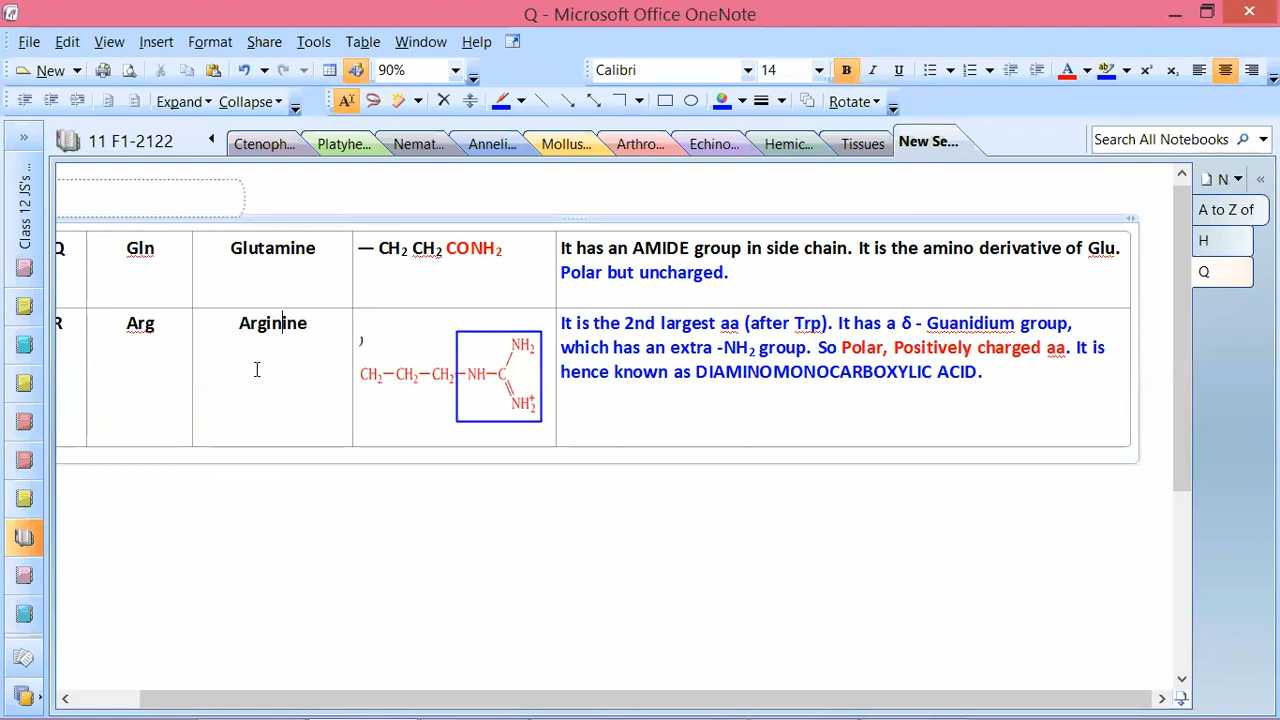 Q - Microsoft Office OneNote
File Edit View Insert Format Share Tools Table Window Help
New 90% Calibri 14 B I U A ab x² x₂
Expand Collapse A Rotate
11 F1-2122 Ctenoph... Platyhe... Nemat... Anneli... Mollus... Arthro... Echino... Hemic... Tissues New Se... Search All Notebooks
Class 12 JS's...
N
A to Z of
H
Q
Q Gln Glutamine — CH₂ CH₂ CONH₂ It has an AMIDE group in side chain. It is the amino derivative of Glu.
Polar but uncharged.
R Arg Arginine It is the 2nd largest aa (after Trp). It has a δ - Guanidium group,
which has an extra -NH₂ group. So Polar, Positively charged aa. It is
hence known as DIAMINOMONOCARBOXYLIC ACID.
)
NH₂
CH₂—CH₂—CH₂—NH—C
NH₂⁺